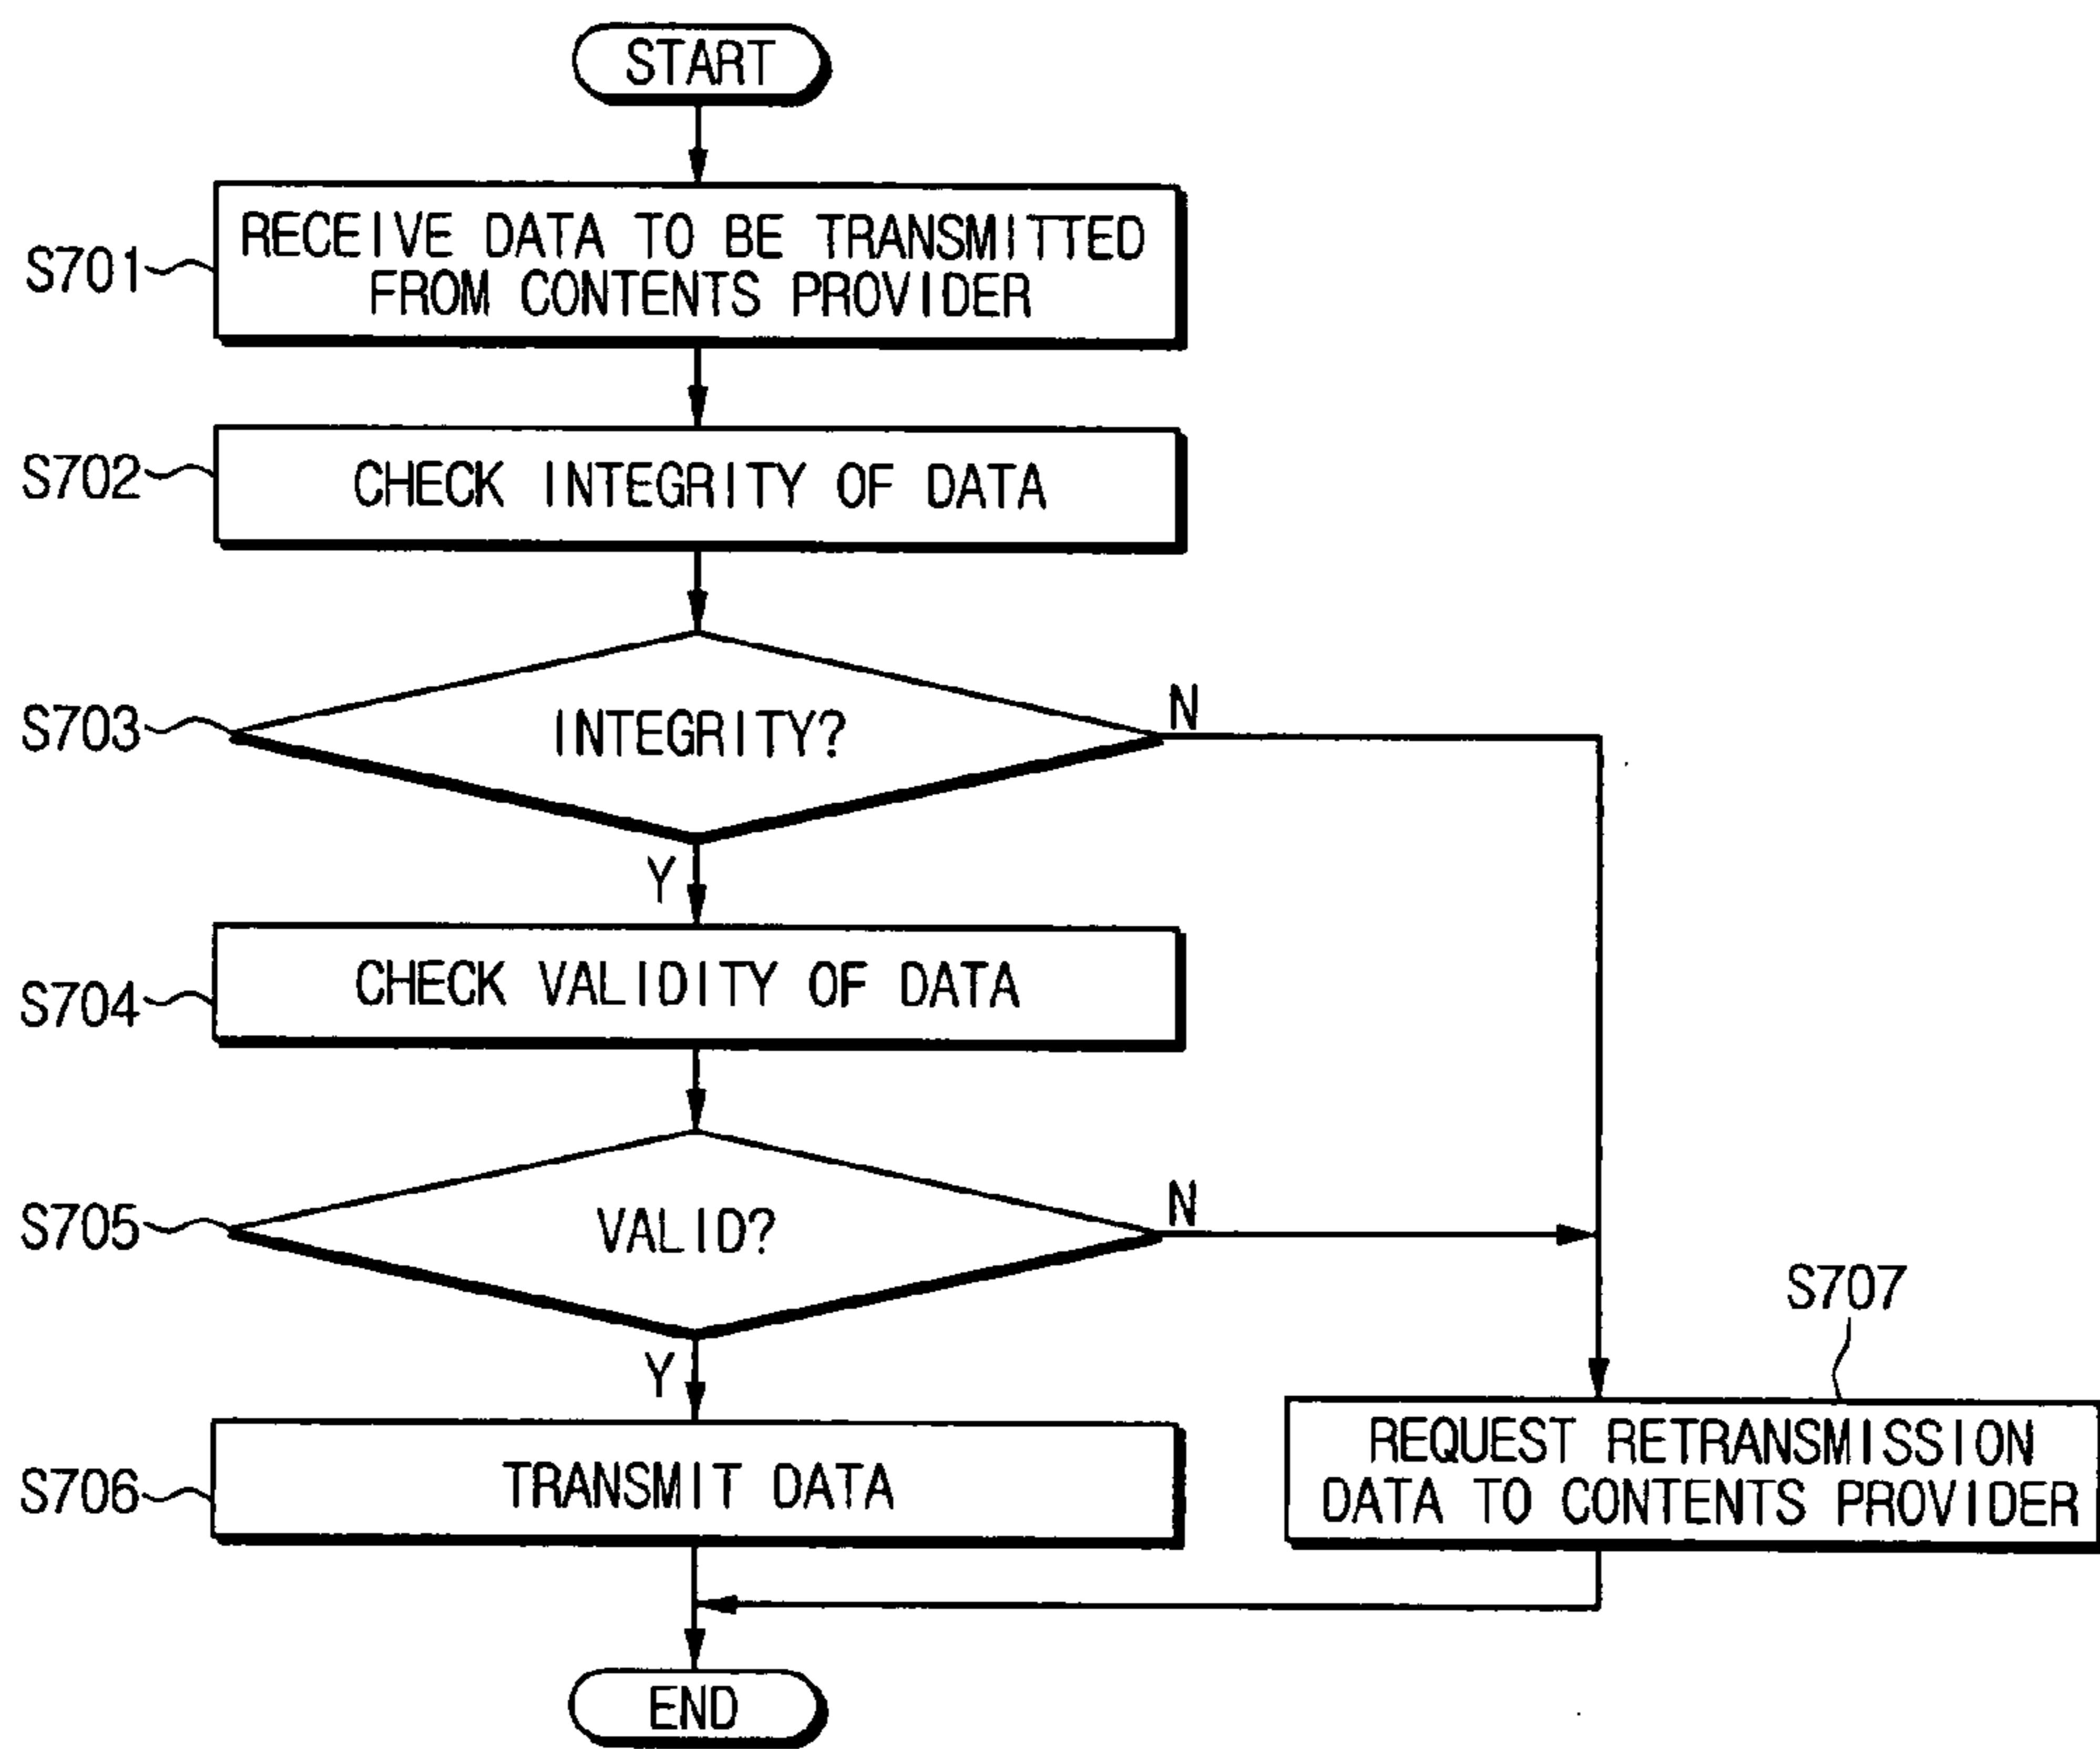 START
S701
RECEIVE DATA TO BE TRANSMITTED
FROM CONTENTS PROVIDER
S702
CHECK INTEGRITY OF DATA
S703
INTEGRITY?
N
Y
S704
CHECK VALIDITY OF DATA
S705
VALID?
N
Y
S706
TRANSMIT DATA
S707
REQUEST RETRANSMISSION
DATA TO CONTENTS PROVIDER
END